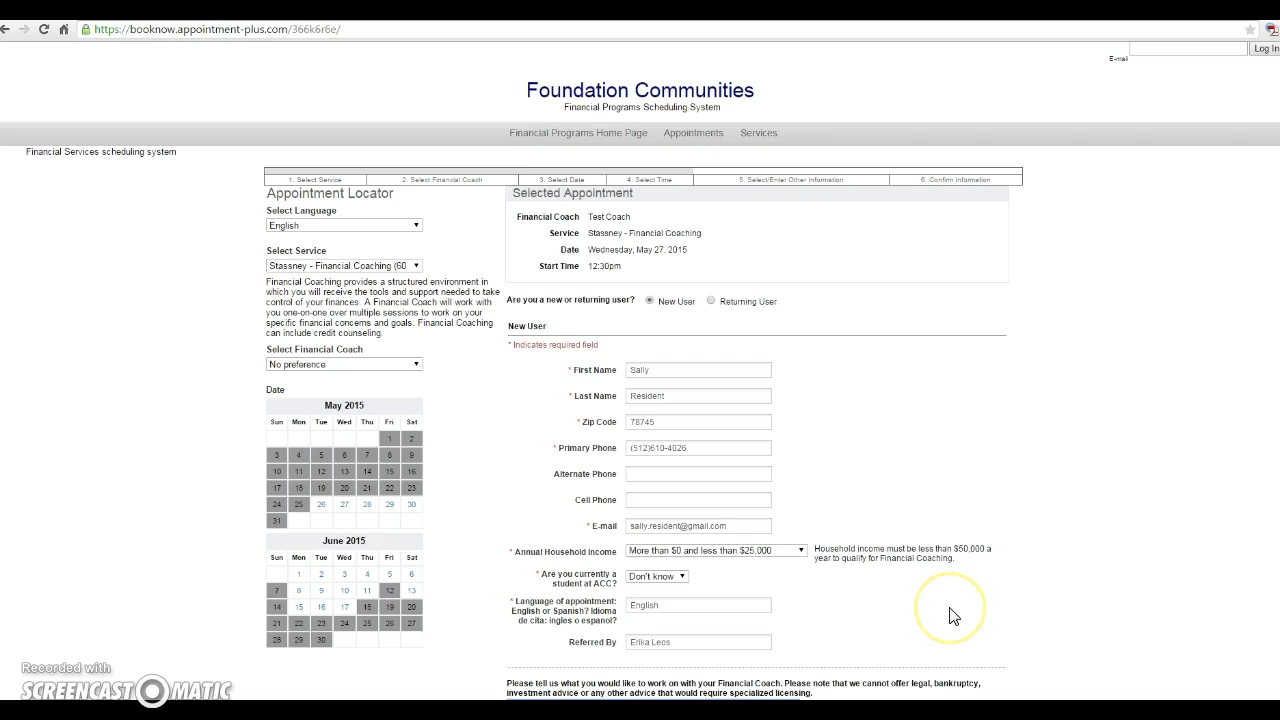 https://booknow.appointment-plus.com/366k6r6e/
E-mail
Log In
Foundation Communities
Financial Programs Scheduling System
Financial Programs Home Page Appointments Services
Financial Services scheduling system
1. Select Service 2. Select Financial Coach 3. Select Date 4. Select Time 5. Select/Enter Other Information 6. Confirm Information
Appointment Locator
Select Language
English
Select Service
Stassney - Financial Coaching (60
Financial Coaching provides a structured environment in
which you will receive the tools and support needed to take
control of your finances. A Financial Coach will work with
you one-on-one over multiple sessions to work on your
specific financial concerns and goals. Financial Coaching
can include credit counseling.
Select Financial Coach
No preference
Date
May 2015
Sun Mon Tue Wed Thu Fri Sat
1 2
3 4 5 6 7 8 9
10 11 12 13 14 15 16
17 18 19 20 21 22 23
24 25 26 27 28 29 30
31
June 2015
Sun Mon Tue Wed Thu Fri Sat
1 2 3 4 5 6
7 8 9 10 11 12 13
14 15 16 17 18 19 20
21 22 23 24 25 26 27
28 29 30
Selected Appointment
Financial Coach Test Coach
Service Stassney - Financial Coaching
Date Wednesday, May 27, 2015
Start Time 12:30pm
Are you a new or returning user? New User Returning User
New User
* Indicates required field
* First Name Sally
* Last Name Resident
* Zip Code 78745
* Primary Phone (512)610-4026
Alternate Phone
Cell Phone
* E-mail sally.resident@gmail.com
* Annual Household Income More than $0 and less than $25,000
Household income must be less than $50,000 a
year to qualify for Financial Coaching.
* Are you currently a
student at ACC?
Don't know
* Language of appointment:
English or Spanish? Idioma
de cita: ingles o espanol?
English
Referred By Erika Leos
Please tell us what you would like to work on with your Financial Coach. Please note that we cannot offer legal, bankruptcy,
investment advice or any other advice that would require specialized licensing.
Recorded with
SCREENCAST-O-MATIC